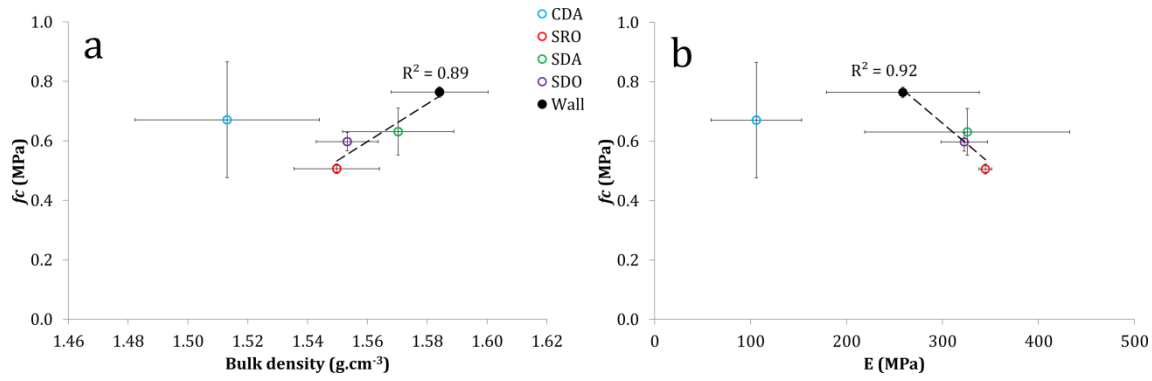 a
1.0
0.8
0.6
0.4
0.2
0.0
fc (MPa)
R² = 0.89
1.46
1.50
1.52
1.54
1.56
1.58
1.60
1.62
Bulk density (g.cm⁻³)
CDA
SRO
SDA
SDO
Wall
b
1.0
0.8
0.6
0.4
0.2
0.0
fc (MPa)
R² = 0.92
0
100
200
300
400
500
E (MPa)